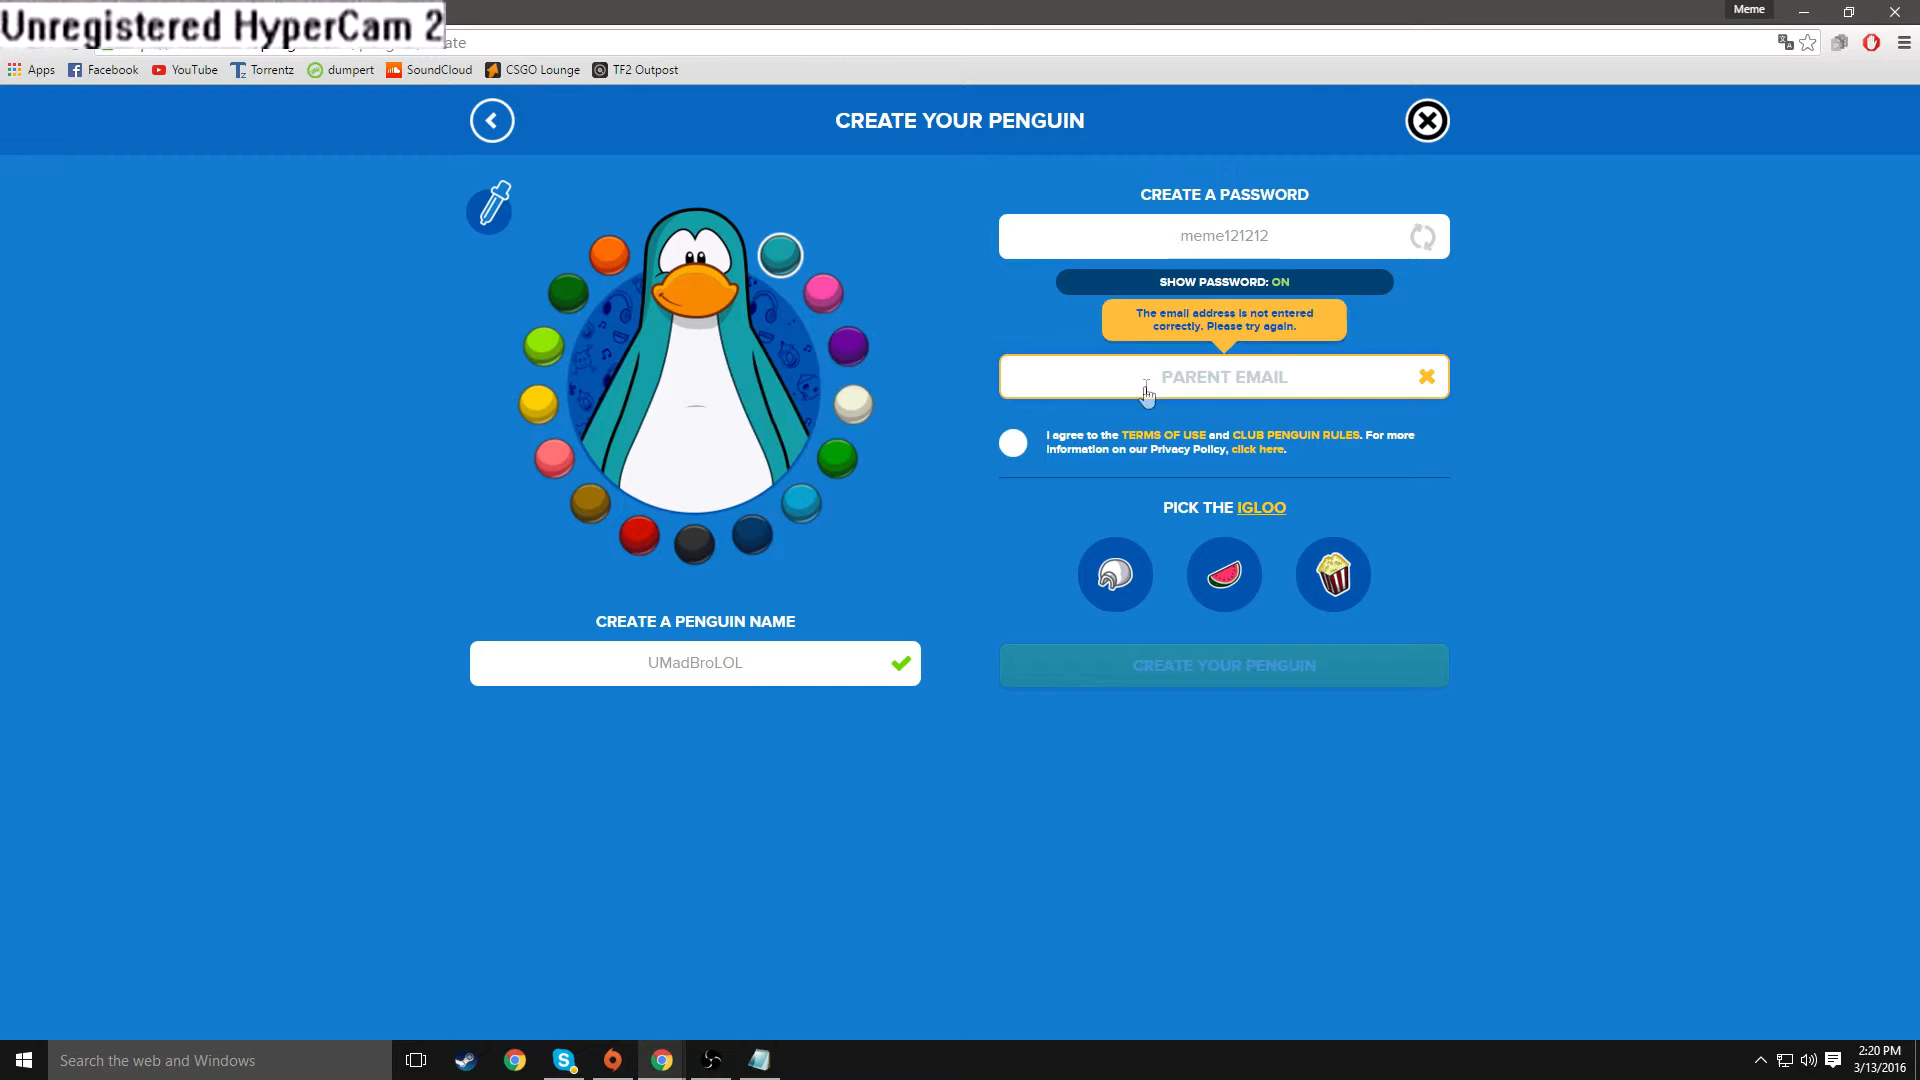 Unregistered HyperCam 2
Meme
ate
Apps
Facebook
YouTube
Torrentz
dumpert
SoundCloud
CSGO Lounge
TF2 Outpost
CREATE YOUR PENGUIN
CREATE A PASSWORD
meme121212
SHOW PASSWORD: ON
The email address is not entered
correctly. Please try again.
PARENT EMAIL
I agree to the TERMS OF USE and CLUB PENGUIN RULES. For more
information on our Privacy Policy, click here.
PICK THE IGLOO
CREATE A PENGUIN NAME
UMadBroLOL
CREATE YOUR PENGUIN
Search the web and Windows
2:20 PM
3/13/2016